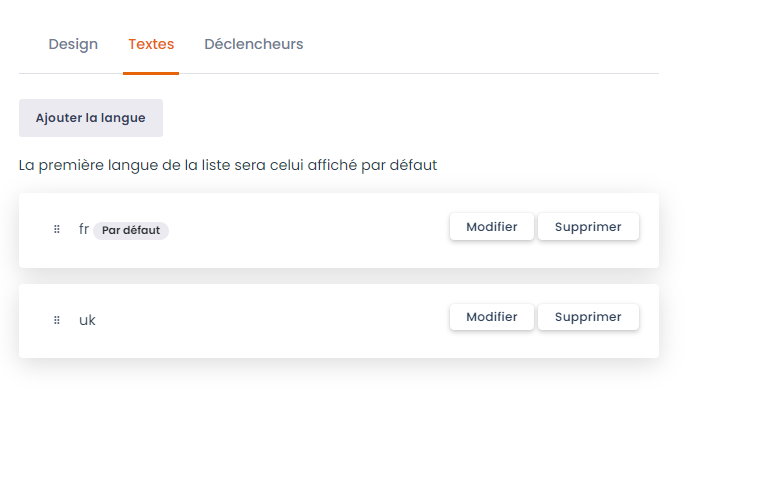 Design Textes Déclencheurs
Ajouter la langue
La première langue de la liste sera celui affiché par défaut
fr Par défaut Modifier Supprimer
uk Modifier Supprimer